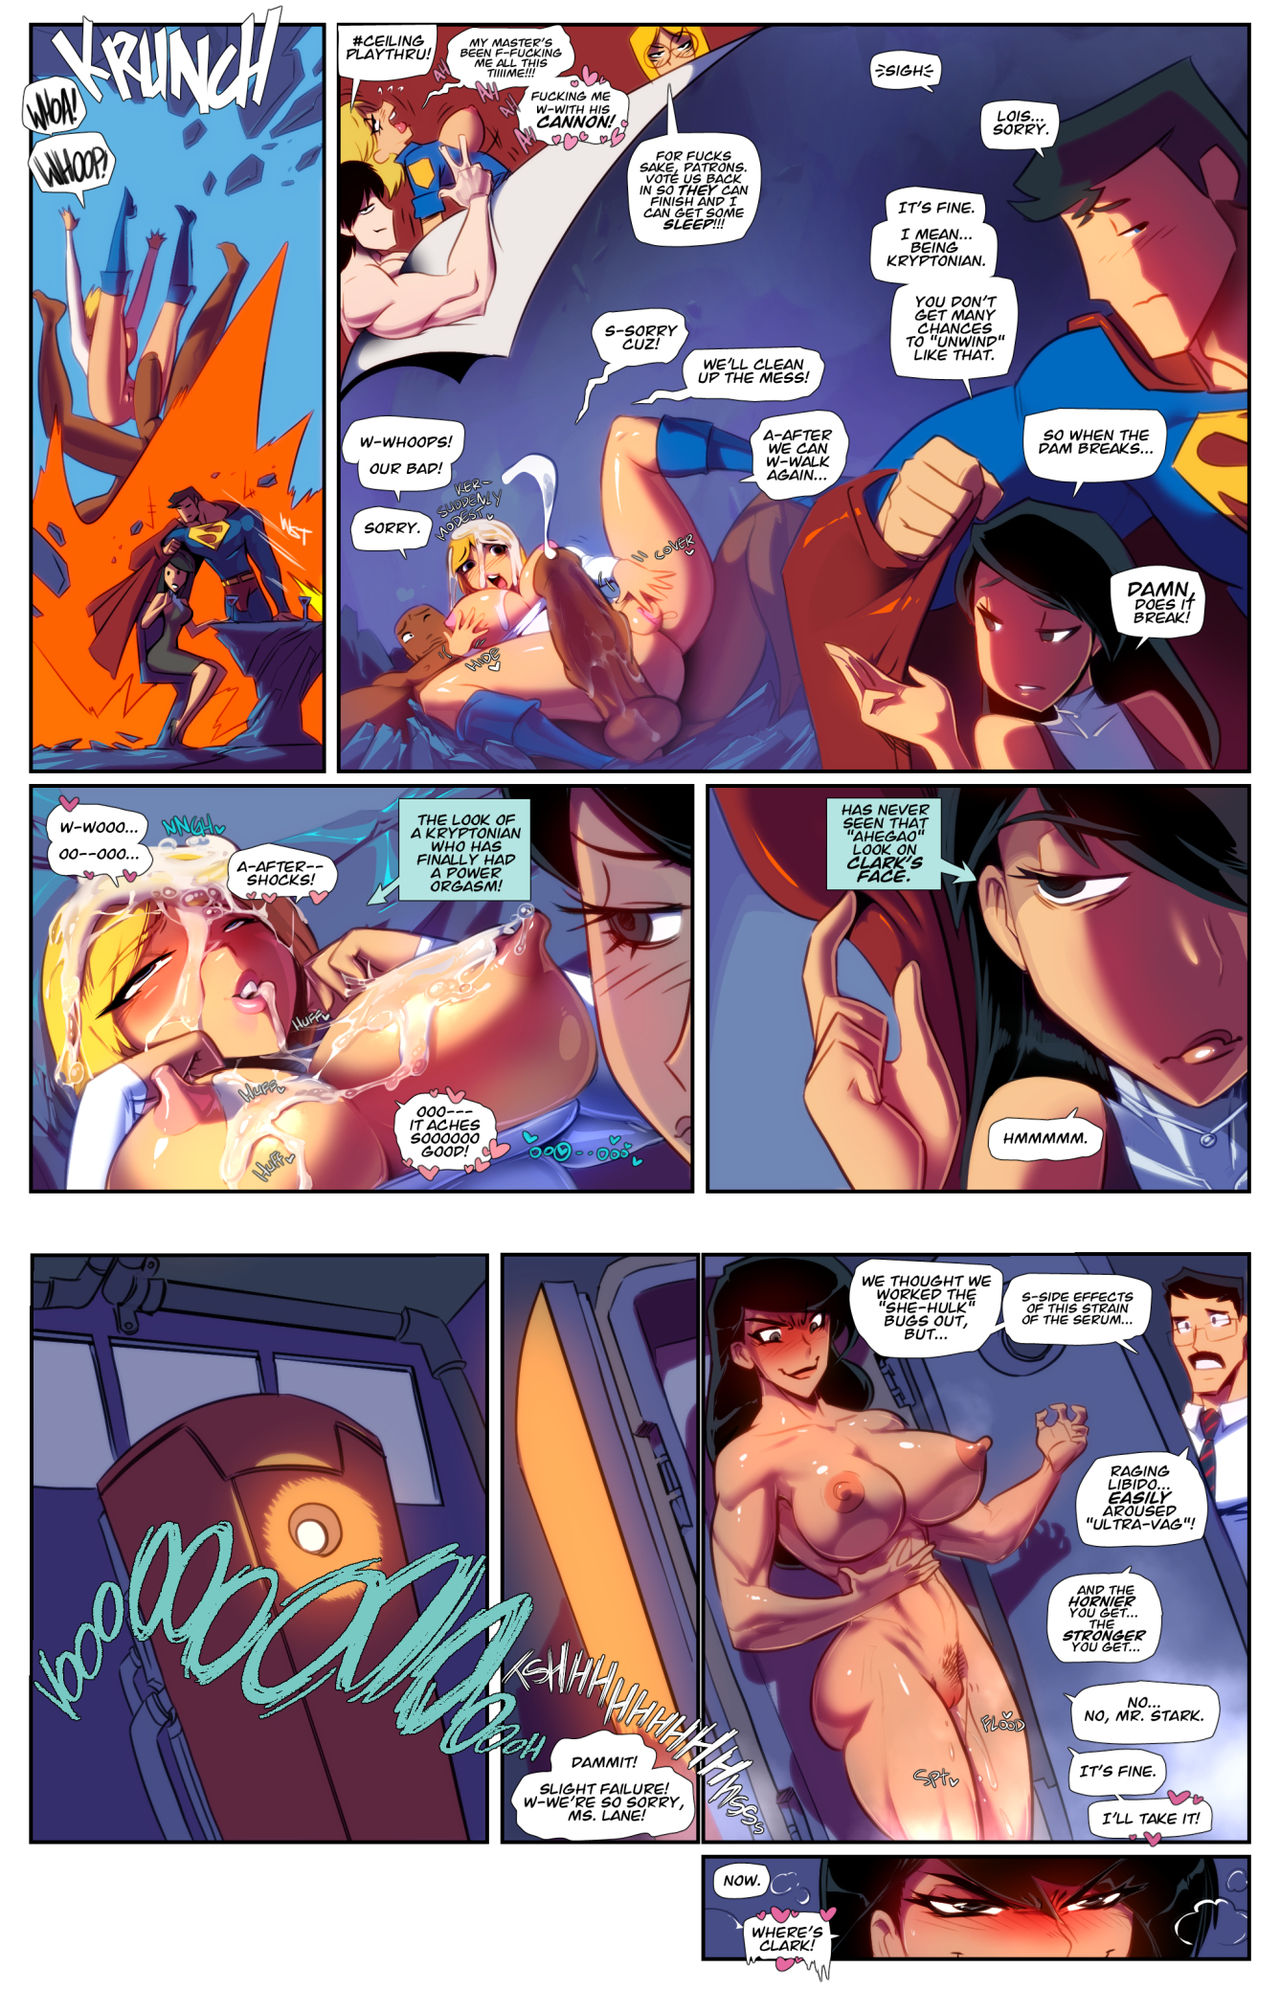 KRUNCH
WHOA!
WHOOP!
WST
#CEILING
PLAYTHRU!
MY MASTER'S
BEEN F-FUCKING
ME ALL THIS
TIIIIME!!!
AH
AH
AH
AH
FUCKING ME
W-WITH HIS
CANNON!
FOR FUCKS
SAKE, PATRONS.
VOTE US BACK
IN SO THEY CAN
FINISH AND I
CAN GET SOME
SLEEP!!!
SIGH
LOIS...
SORRY.
IT'S FINE.
I MEAN...
BEING
KRYPTONIAN.
YOU DON'T
GET MANY
CHANCES
TO "UNWIND"
LIKE THAT.
S-SORRY
CUZ!
WE'LL CLEAN
UP THE MESS!
W-WHOOPS!
OUR BAD!
SORRY.
A-AFTER
WE CAN
W-WALK
AGAIN...
SO WHEN THE
DAM BREAKS...
DAMN,
DOES IT
BREAK!
KER-
SUDDENLY
MODEST
COVER
HIDE
W-WOOO...
OO--OOO...
NNGH
A-AFTER--
SHOCKS!
THE LOOK OF
A KRYPTONIAN
WHO HAS
FINALLY HAD
A POWER
ORGASM!
HUFF
HUFF
HUFF
OOO---
IT ACHES
SOOOOOO
GOOD!
OOO--OOO
HAS NEVER
SEEN THAT
"AHEGAO"
LOOK ON
CLARK'S
FACE.
HMMMMM.
DAMMIT!
SLIGHT FAILURE!
W-WE'RE SO SORRY,
MS. LANE!
WE THOUGHT WE
WORKED THE
"SHE-HULK"
BUGS OUT,
BUT...
S-SIDE EFFECTS
OF THIS STRAIN
OF THE SERUM...
RAGING
LIBIDO...
EASILY
AROUSED
"ULTRA-VAG"!
AND THE
HORNIER
YOU GET...
THE
STRONGER
YOU GET...
FLOOD
SPT
NO...
NO, MR. STARK.
IT'S FINE.
I'LL TAKE IT!
NOW.
WHERE'S
CLARK!